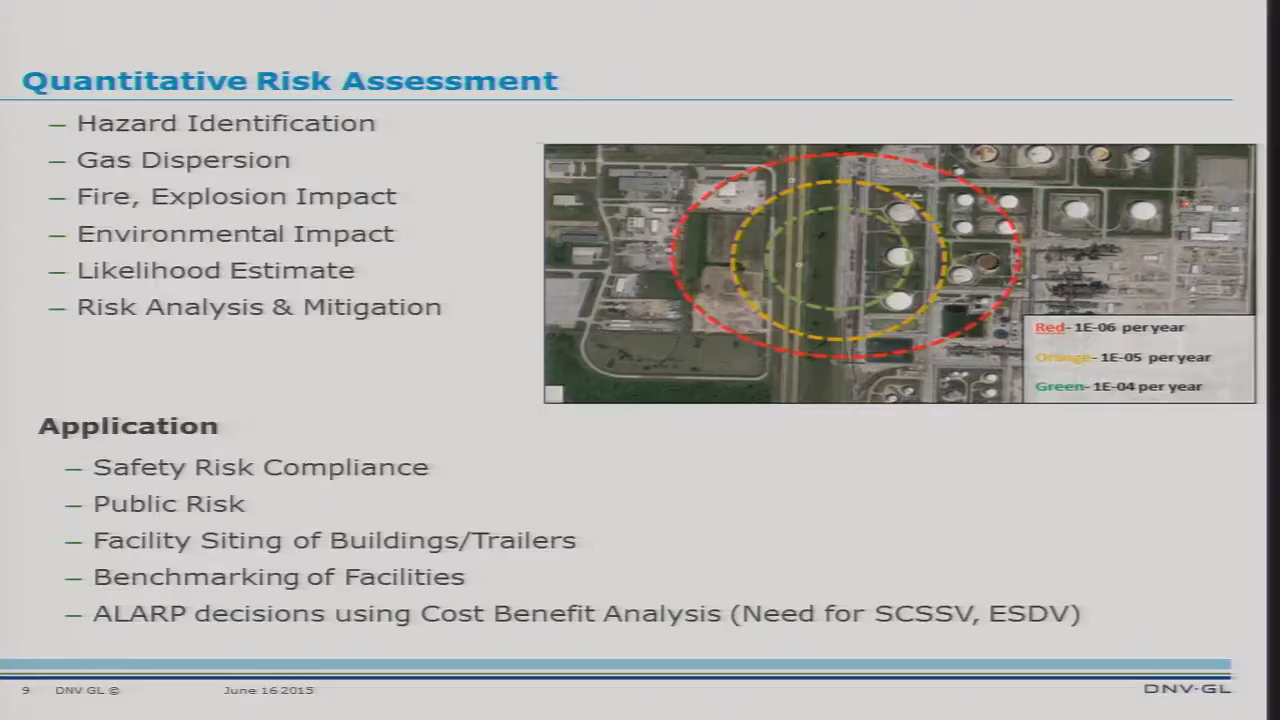 Quantitative Risk Assessment
— Hazard Identification
— Gas Dispersion
— Fire, Explosion Impact
— Environmental Impact
— Likelihood Estimate
— Risk Analysis & Mitigation
Red- 1E-06 per year
Orange- 1E-05 per year
Green- 1E-04 per year
Application
— Safety Risk Compliance
— Public Risk
— Facility Siting of Buildings/Trailers
— Benchmarking of Facilities
— ALARP decisions using Cost Benefit Analysis (Need for SCSSV, ESDV)
9 DNV GL © June 16 2015
DNV·GL